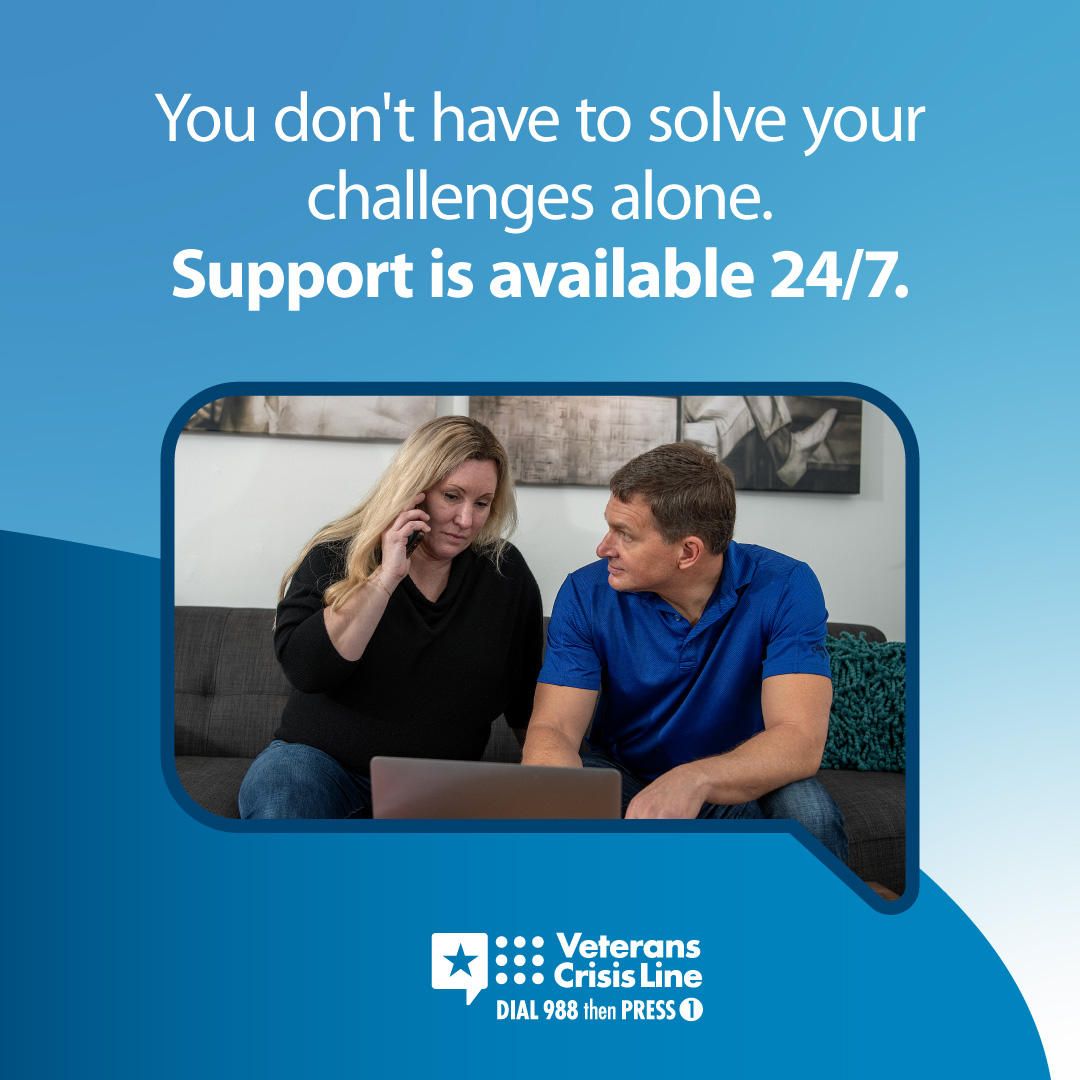 You don't have to solve your
challenges alone.
Support is available 24/7.
Veterans
Crisis Line
DIAL 988 then PRESS 1